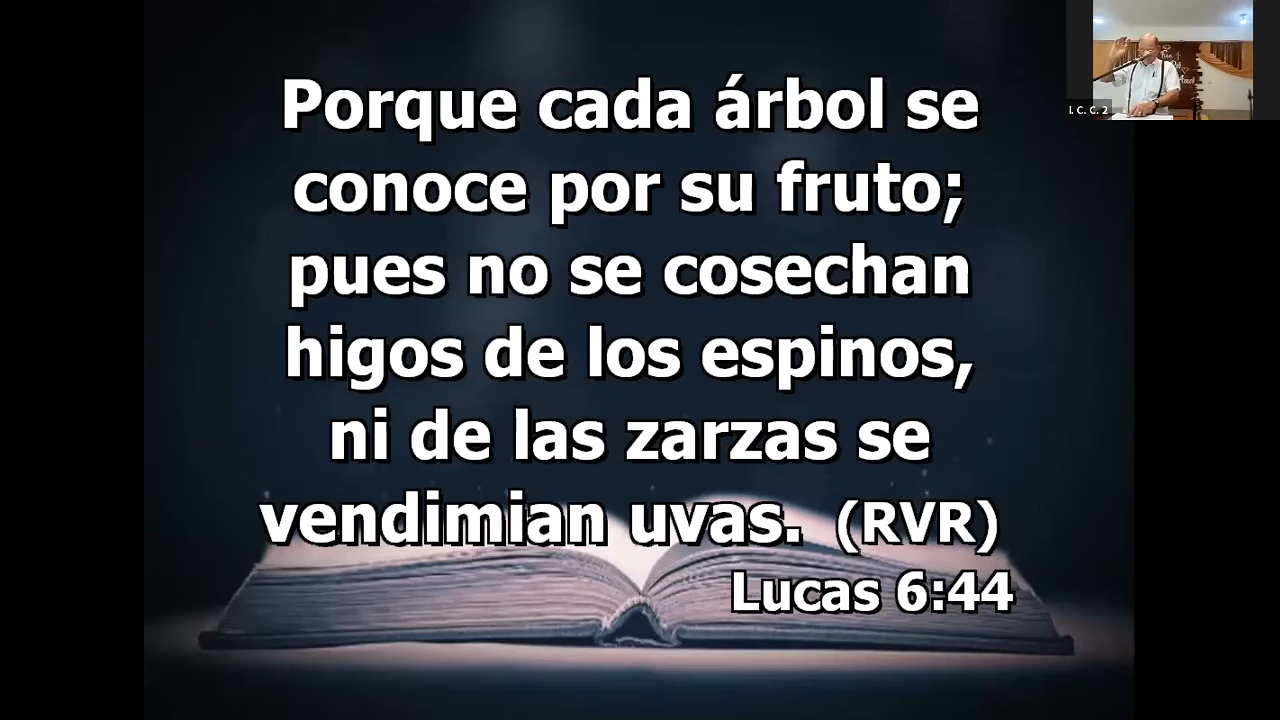 Porque cada árbol se
conoce por su fruto;
pues no se cosechan
higos de los espinos,
ni de las zarzas se
vendimian uvas. (RVR)
Lucas 6:44
I. C. C. 2